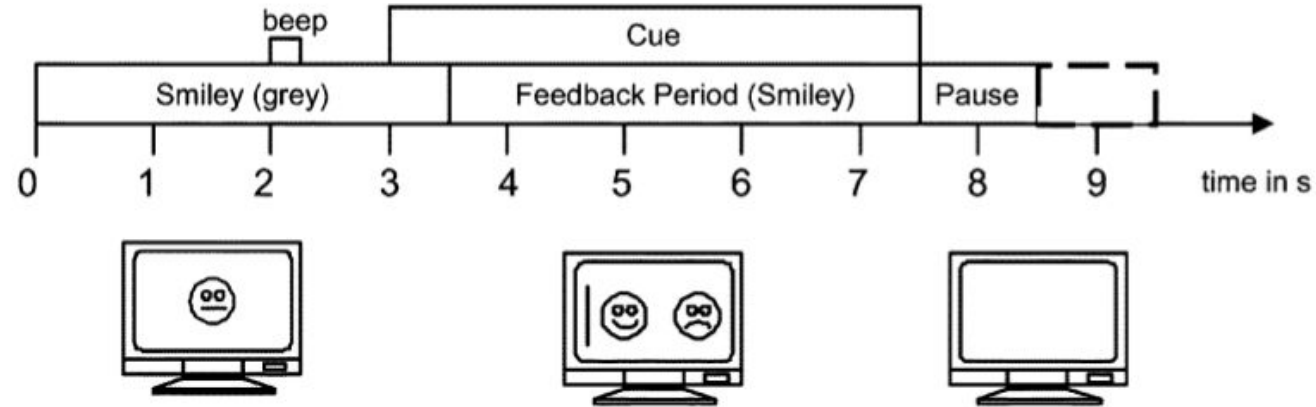 beep
Cue
Smiley (grey)
Feedback Period (Smiley)
Pause
0 1 2 3 4 5 6 7 8 9 time in s